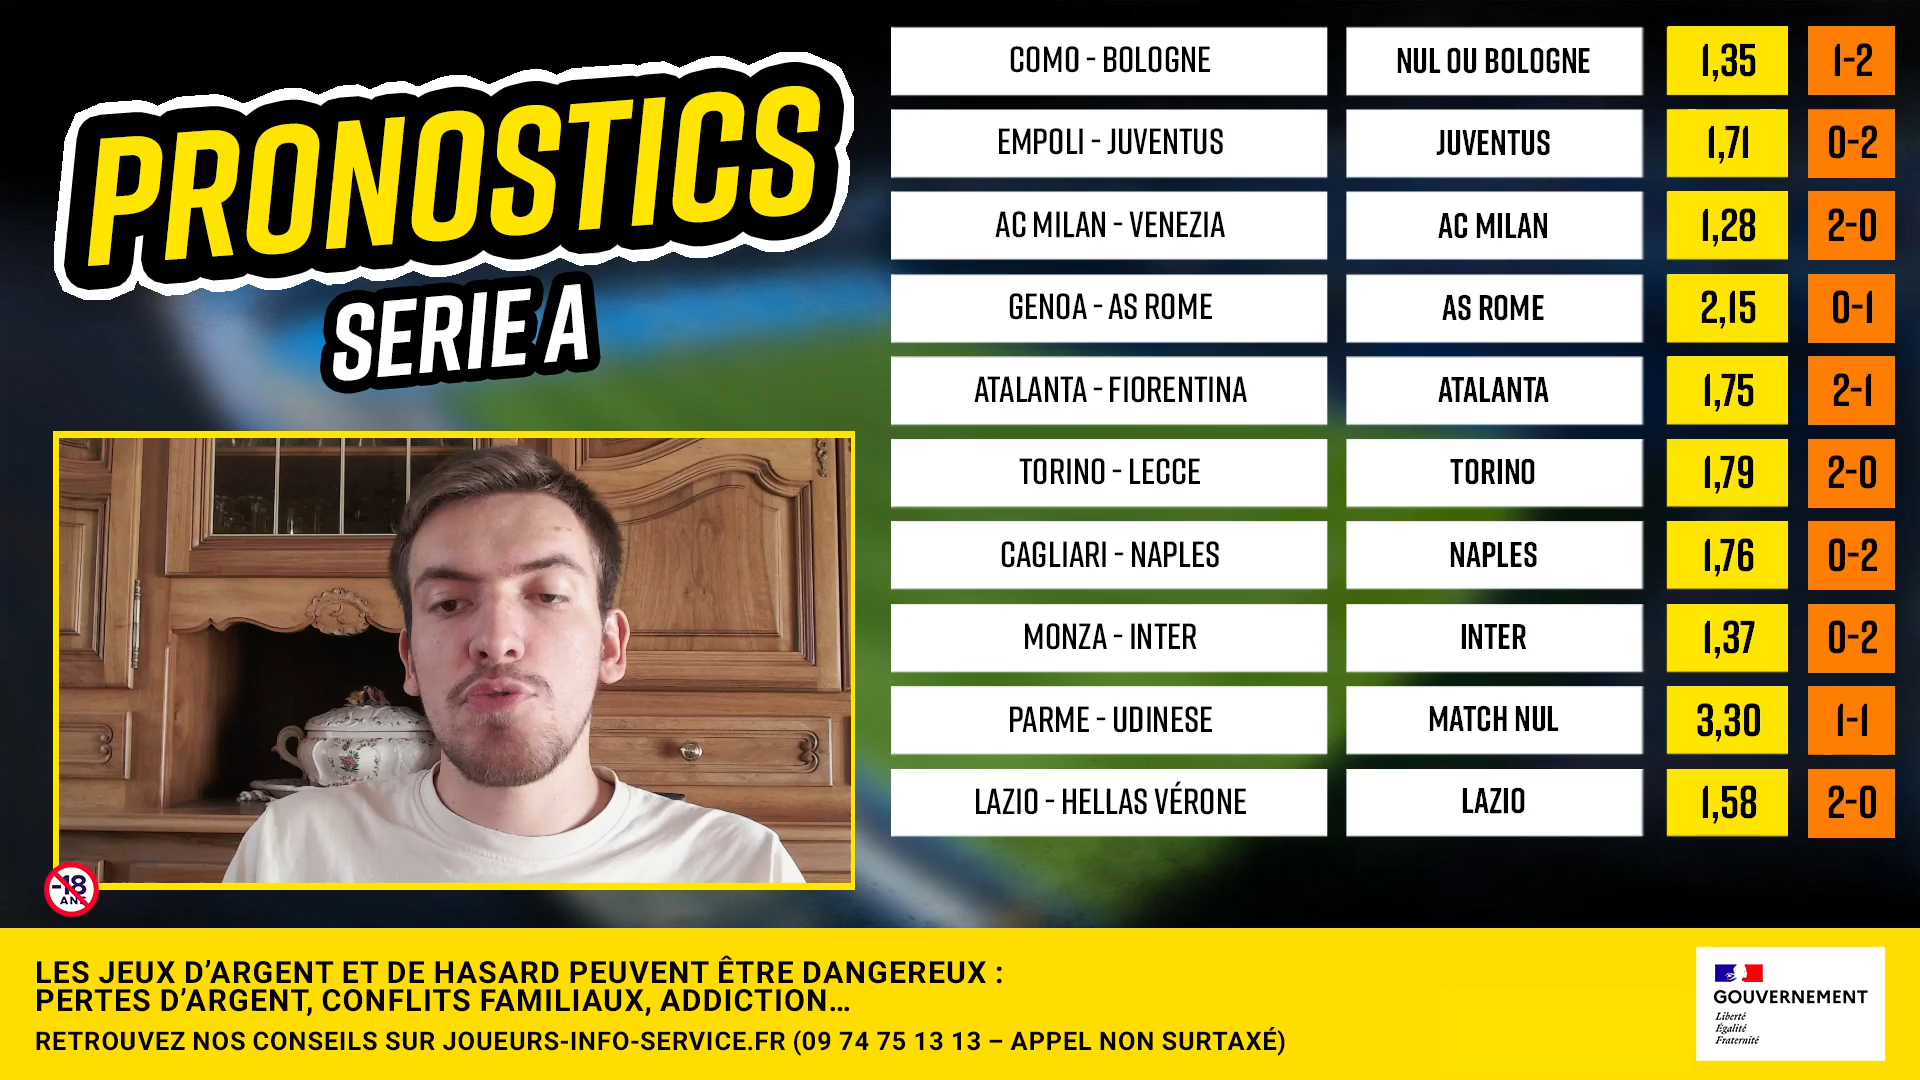 PRONOSTICS
SERIE A
COMO - BOLOGNE NUL OU BOLOGNE 1,35 1-2
EMPOLI - JUVENTUS JUVENTUS 1,71 0-2
AC MILAN - VENEZIA AC MILAN 1,28 2-0
GENOA - AS ROME AS ROME 2,15 0-1
ATALANTA - FIORENTINA ATALANTA 1,75 2-1
TORINO - LECCE TORINO 1,79 2-0
CAGLIARI - NAPLES NAPLES 1,76 0-2
MONZA - INTER INTER 1,37 0-2
PARME - UDINESE MATCH NUL 3,30 1-1
LAZIO - HELLAS VÉRONE LAZIO 1,58 2-0
-18
ANS
LES JEUX D’ARGENT ET DE HASARD PEUVENT ÊTRE DANGEREUX :
PERTES D’ARGENT, CONFLITS FAMILIAUX, ADDICTION…
RETROUVEZ NOS CONSEILS SUR JOUEURS-INFO-SERVICE.FR (09 74 75 13 13 – APPEL NON SURTAXÉ)
GOUVERNEMENT
Liberté
Égalité
Fraternité